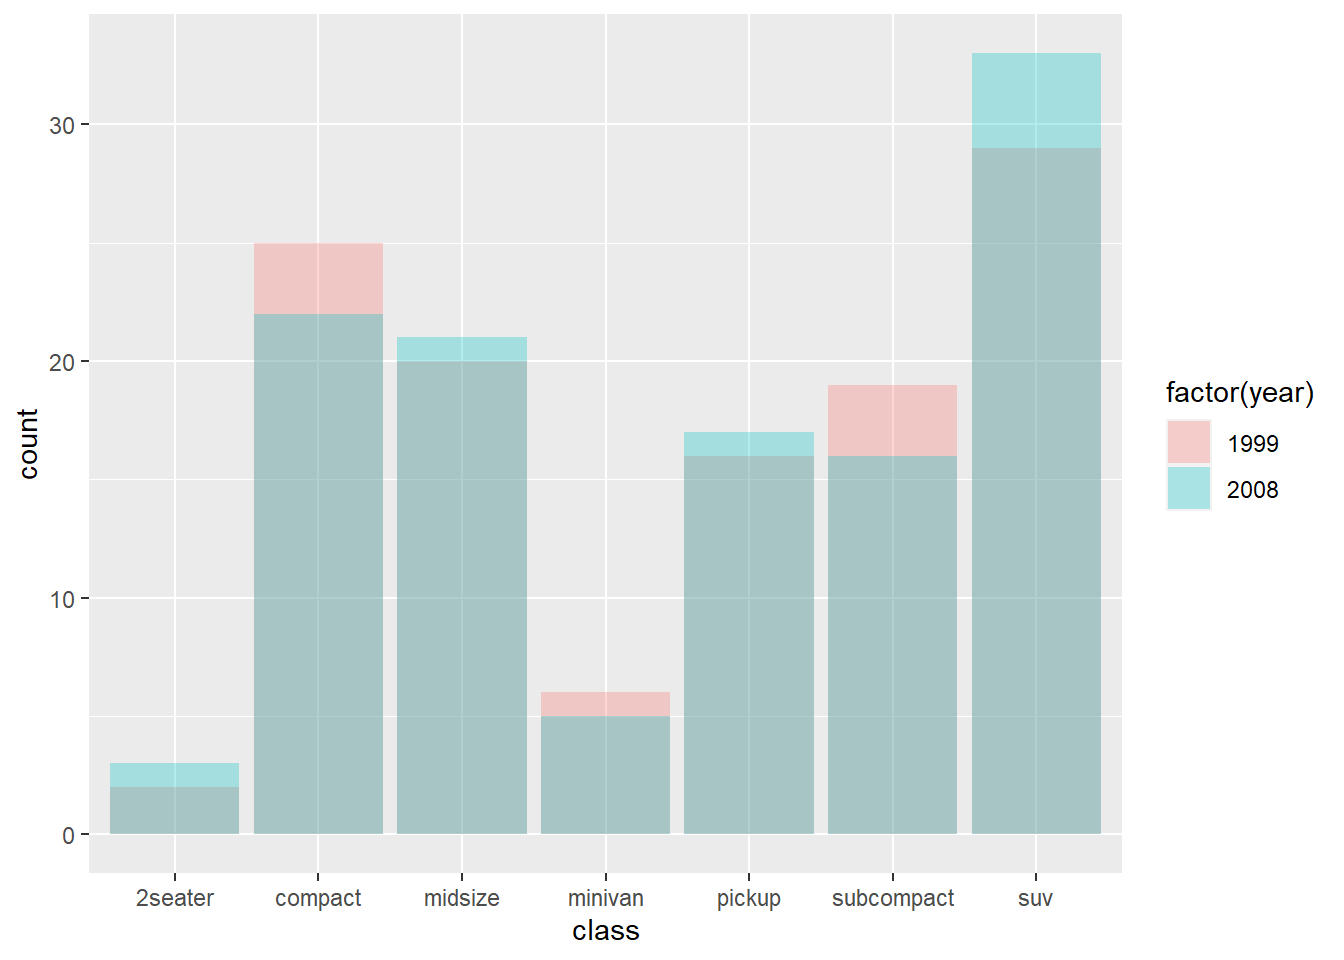 30
20
10
0
count
2seater compact midsize minivan pickup subcompact suv
class
factor(year)
1999
2008